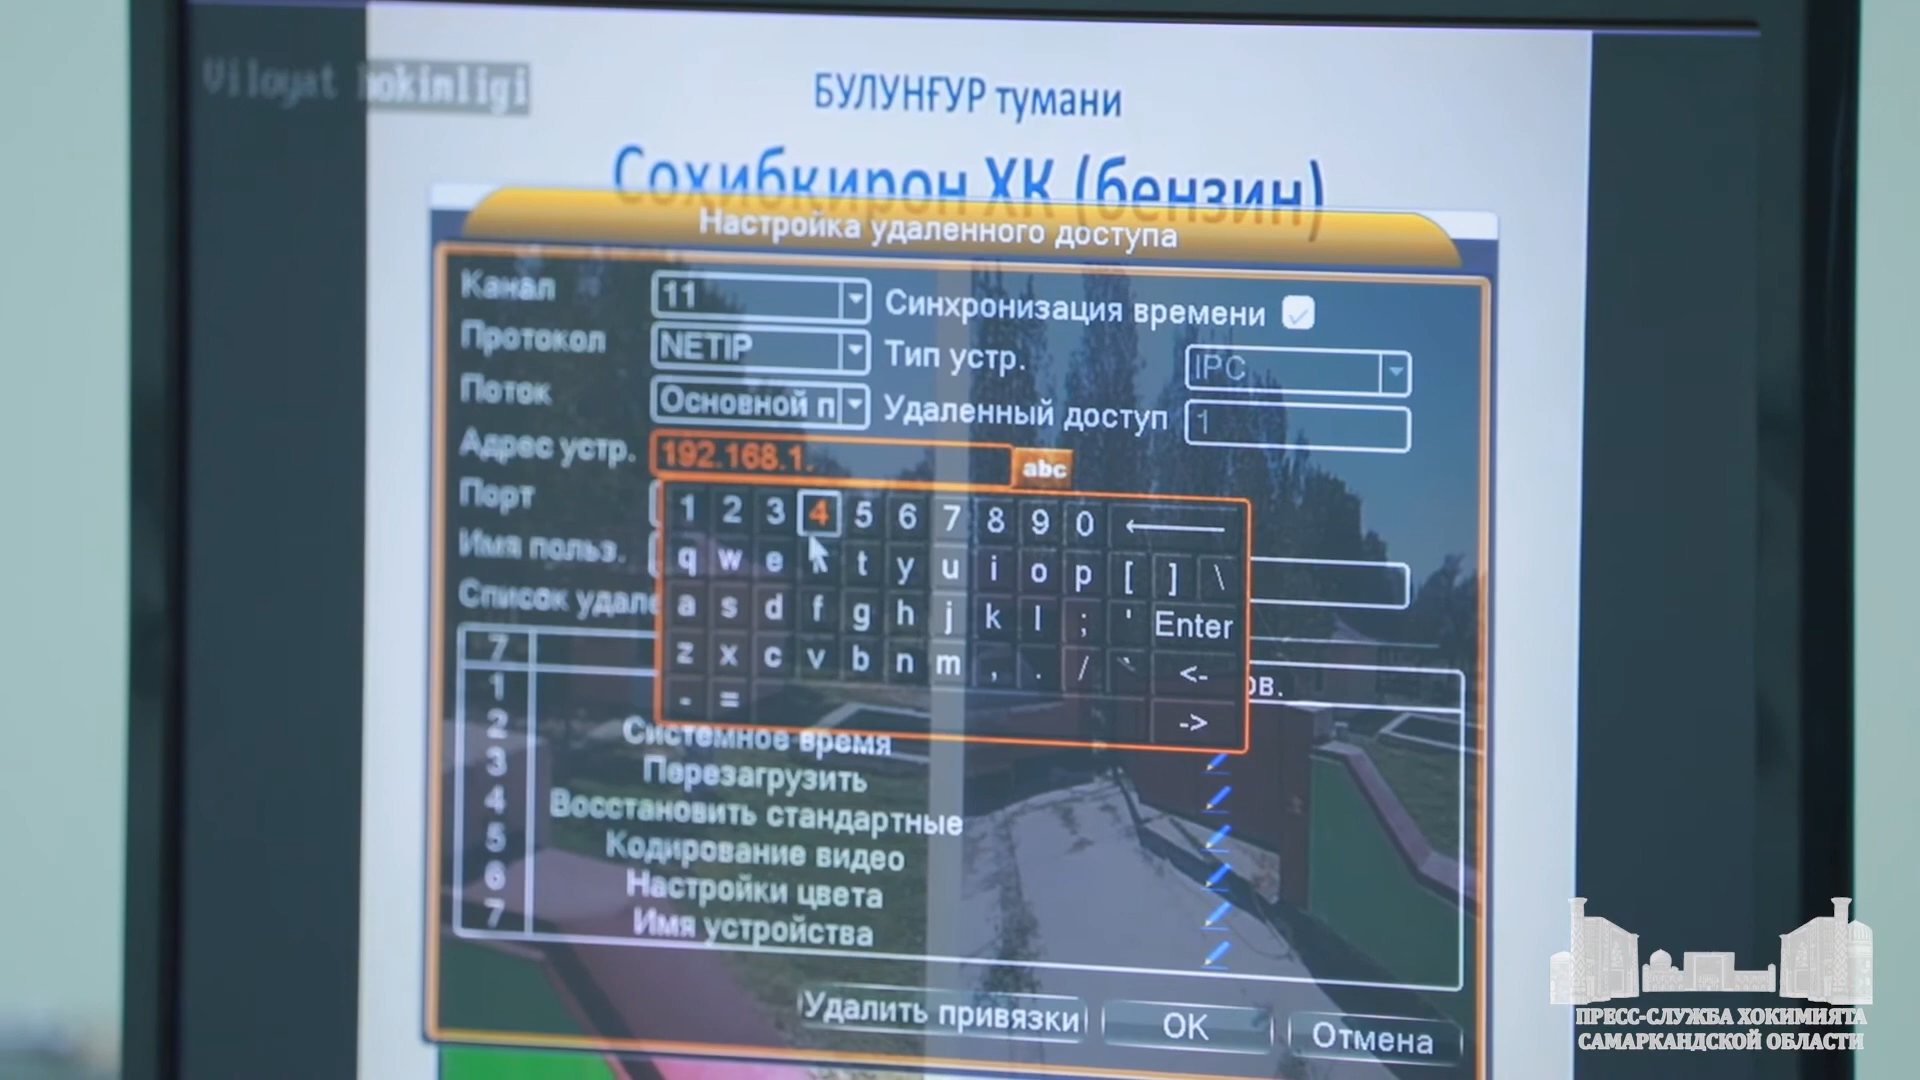 Viloyat hokimligi
БУЛУНҒУР тумани
Соҳибқирон ХК (бензин)
Настройка удаленного доступа
Канал 11 Синхронизация времени
Протокол NETIP Тип устр. IPC
Поток Основной п Удаленный доступ 1
Адрес устр. 192.168.1. abc
Порт
1 2 3 4 5 6 7 8 9 0
Имя польз.
q w e r t y u i o p [ ] \
Список удале
a s d f g h j k l ; ' Enter
z x c v b n m , . / ` <-
- = ->
7 ов.
1
2 Системное время
3 Перезагрузить
4 Восстановить стандартные
5 Кодирование видео
6 Настройки цвета
7 Имя устройства
Удалить привязки OK Отмена
ПРЕСС-СЛУЖБА ХОКИМИЯТА
САМАРКАНДСКОЙ ОБЛАСТИ